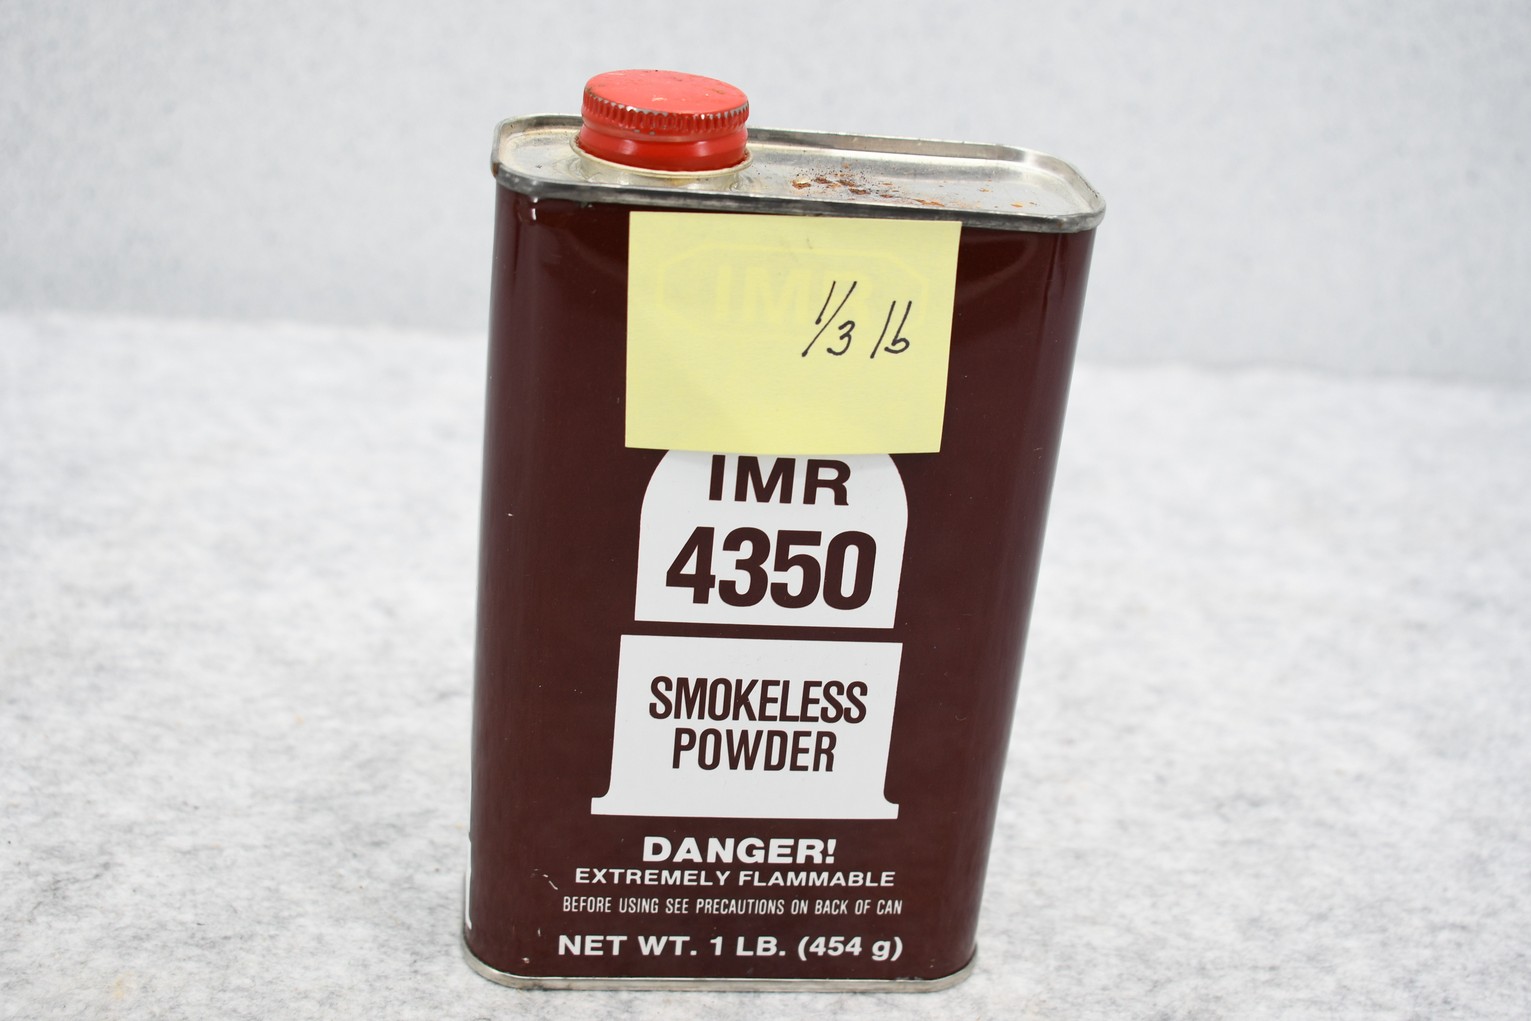 IMR
1/3 lb
IMR
4350
SMOKELESS
POWDER
DANGER!
EXTREMELY FLAMMABLE
BEFORE USING SEE PRECAUTIONS ON BACK OF CAN
NET WT. 1 LB. (454 g)